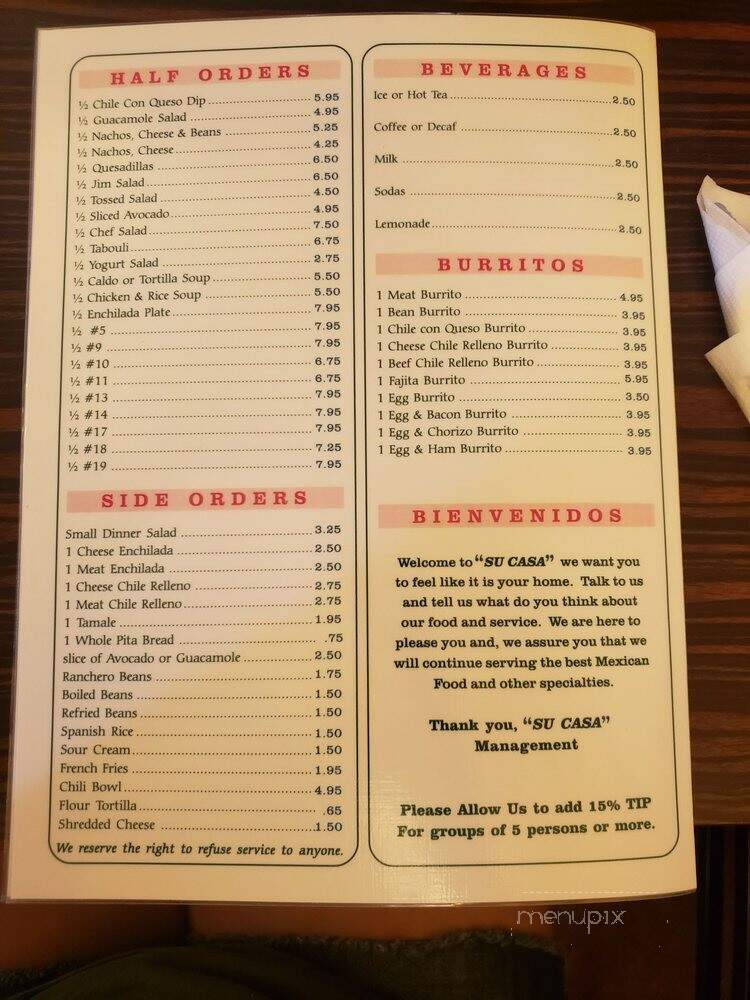 HALF ORDERS
½ Chile Con Queso Dip 5.95
½ Guacamole Salad 4.95
½ Nachos, Cheese & Beans 5.25
½ Nachos, Cheese 4.25
½ Quesadillas 6.50
½ Jim Salad 6.50
½ Tossed Salad 4.50
½ Sliced Avocado 4.95
½ Chef Salad 7.50
½ Tabouli 6.75
½ Yogurt Salad 2.75
½ Caldo or Tortilla Soup 5.50
½ Chicken & Rice Soup 5.50
½ Enchilada Plate 7.95
½ #5 7.95
½ #9 7.95
½ #10 6.75
½ #11 6.75
½ #13 7.95
½ #14 7.95
½ #17 7.95
½ #18 7.25
½ #19 7.95
SIDE ORDERS
Small Dinner Salad 3.25
1 Cheese Enchilada 2.50
1 Meat Enchilada 2.50
1 Cheese Chile Relleno 2.75
1 Meat Chile Relleno 2.75
1 Tamale 1.95
1 Whole Pita Bread .75
slice of Avocado or Guacamole 2.50
Ranchero Beans 1.75
Boiled Beans 1.50
Refried Beans 1.50
Spanish Rice 1.50
Sour Cream 1.50
French Fries 1.95
Chili Bowl 4.95
Flour Tortilla .65
Shredded Cheese 1.50
We reserve the right to refuse service to anyone.
BEVERAGES
Ice or Hot Tea 2.50
Coffee or Decaf 2.50
Milk 2.50
Sodas 2.50
Lemonade 2.50
BURRITOS
1 Meat Burrito 4.95
1 Bean Burrito 3.95
1 Chile con Queso Burrito 3.95
1 Cheese Chile Relleno Burrito 3.95
1 Beef Chile Relleno Burrito 3.95
1 Fajita Burrito 5.95
1 Egg Burrito 3.50
1 Egg & Bacon Burrito 3.95
1 Egg & Chorizo Burrito 3.95
1 Egg & Ham Burrito 3.95
BIENVENIDOS
Welcome to "SU CASA" we want you
to feel like it is your home. Talk to us
and tell us what do you think about
our food and service. We are here to
please you and, we assure you that we
will continue serving the best Mexican
Food and other specialties.
Thank you, "SU CASA"
Management
Please Allow Us to add 15% TIP
For groups of 5 persons or more.
menupix